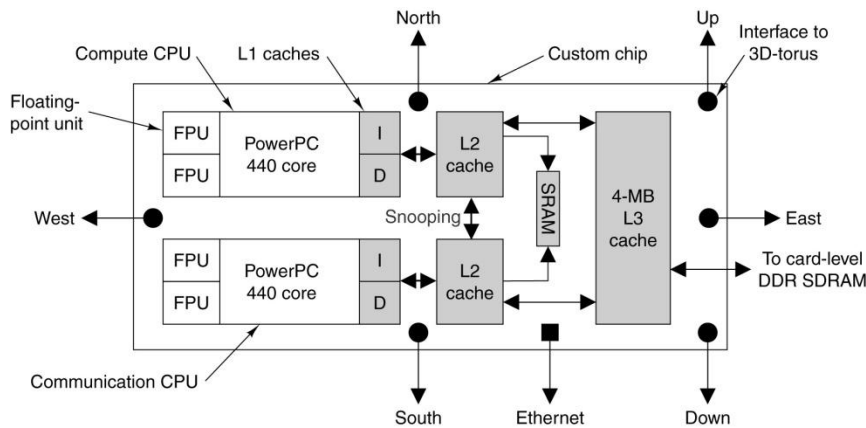 North
Up
Compute CPU
L1 caches
Custom chip
Interface to
3D-torus
Floating-
point unit
FPU
FPU
PowerPC
440 core
I
D
L2
cache
SRAM
4-MB
L3
cache
West
Snooping
East
FPU
FPU
PowerPC
440 core
I
D
L2
cache
To card-level
DDR SDRAM
Communication CPU
South
Ethernet
Down